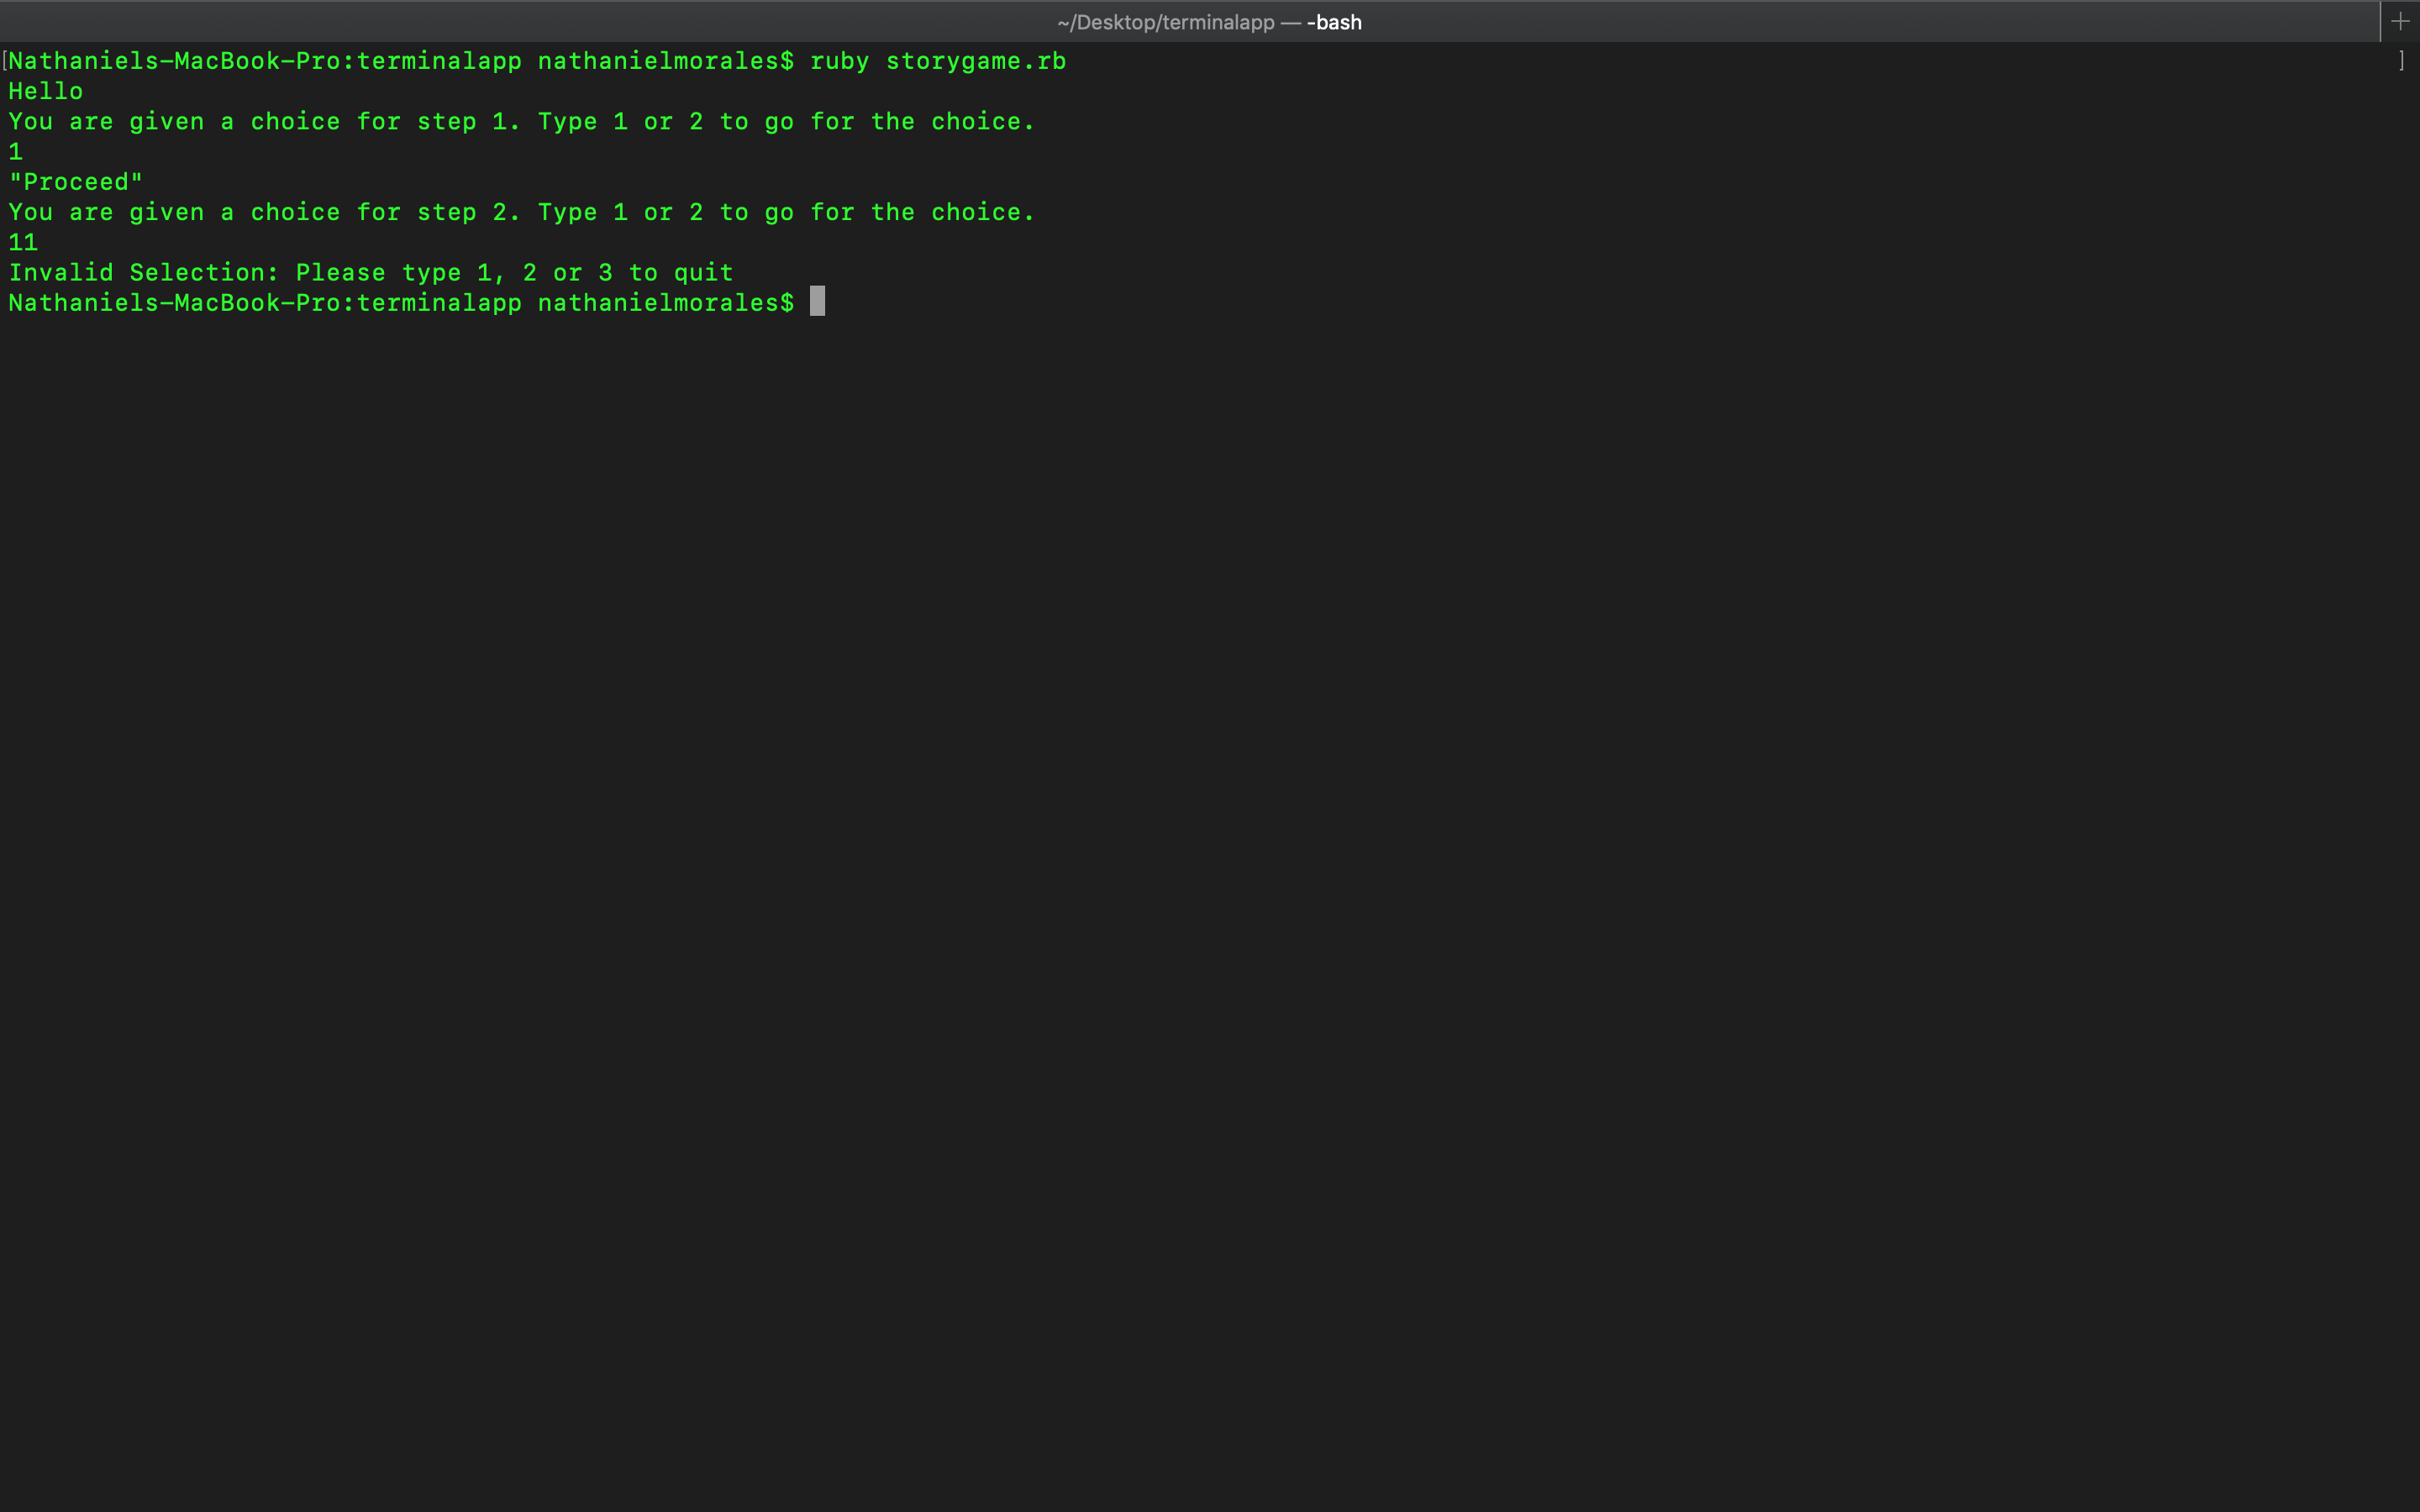 ~/Desktop/terminalapp — -bash
[Nathaniels-MacBook-Pro:terminalapp nathanielmorales$ ruby storygame.rb ]
Hello
You are given a choice for step 1. Type 1 or 2 to go for the choice.
1
"Proceed"
You are given a choice for step 2. Type 1 or 2 to go for the choice.
11
Invalid Selection: Please type 1, 2 or 3 to quit
Nathaniels-MacBook-Pro:terminalapp nathanielmorales$